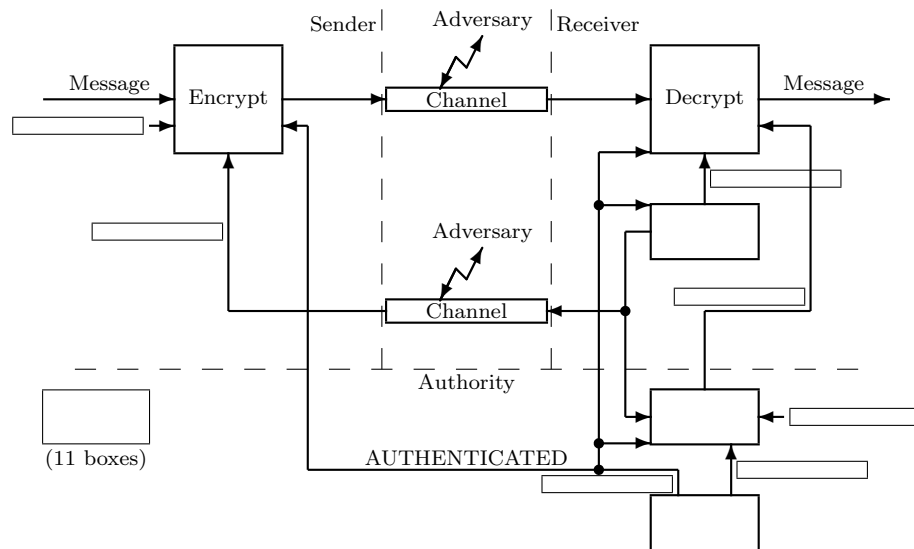 Adversary
Sender
Receiver
Message
Encrypt
Channel
Decrypt
Message
Adversary
Channel
Authority
(11 boxes)
AUTHENTICATED